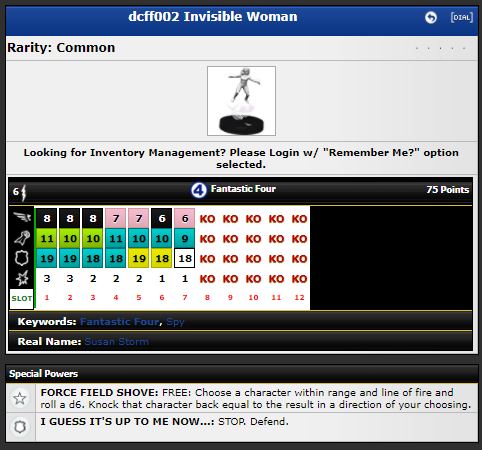 dcff002 Invisible Woman
[DIAL]
Rarity: Common
Looking for Inventory Management? Please Login w/ "Remember Me?" option
selected.
6
4 Fantastic Four
75 Points
8 8 8 7 7 6 6 KO KO KO KO KO
11 10 10 11 10 10 9 KO KO KO KO KO
19 19 18 18 19 18 18 KO KO KO KO KO
3 3 2 2 2 1 1 KO KO KO KO KO
SLOT 1 2 3 4 5 6 7 8 9 10 11 12
Keywords: Fantastic Four, Spy
Real Name: Susan Storm
Special Powers
FORCE FIELD SHOVE: FREE: Choose a character within range and line of fire and
roll a d6. Knock that character back equal to the result in a direction of your choosing.
I GUESS IT'S UP TO ME NOW...: STOP. Defend.